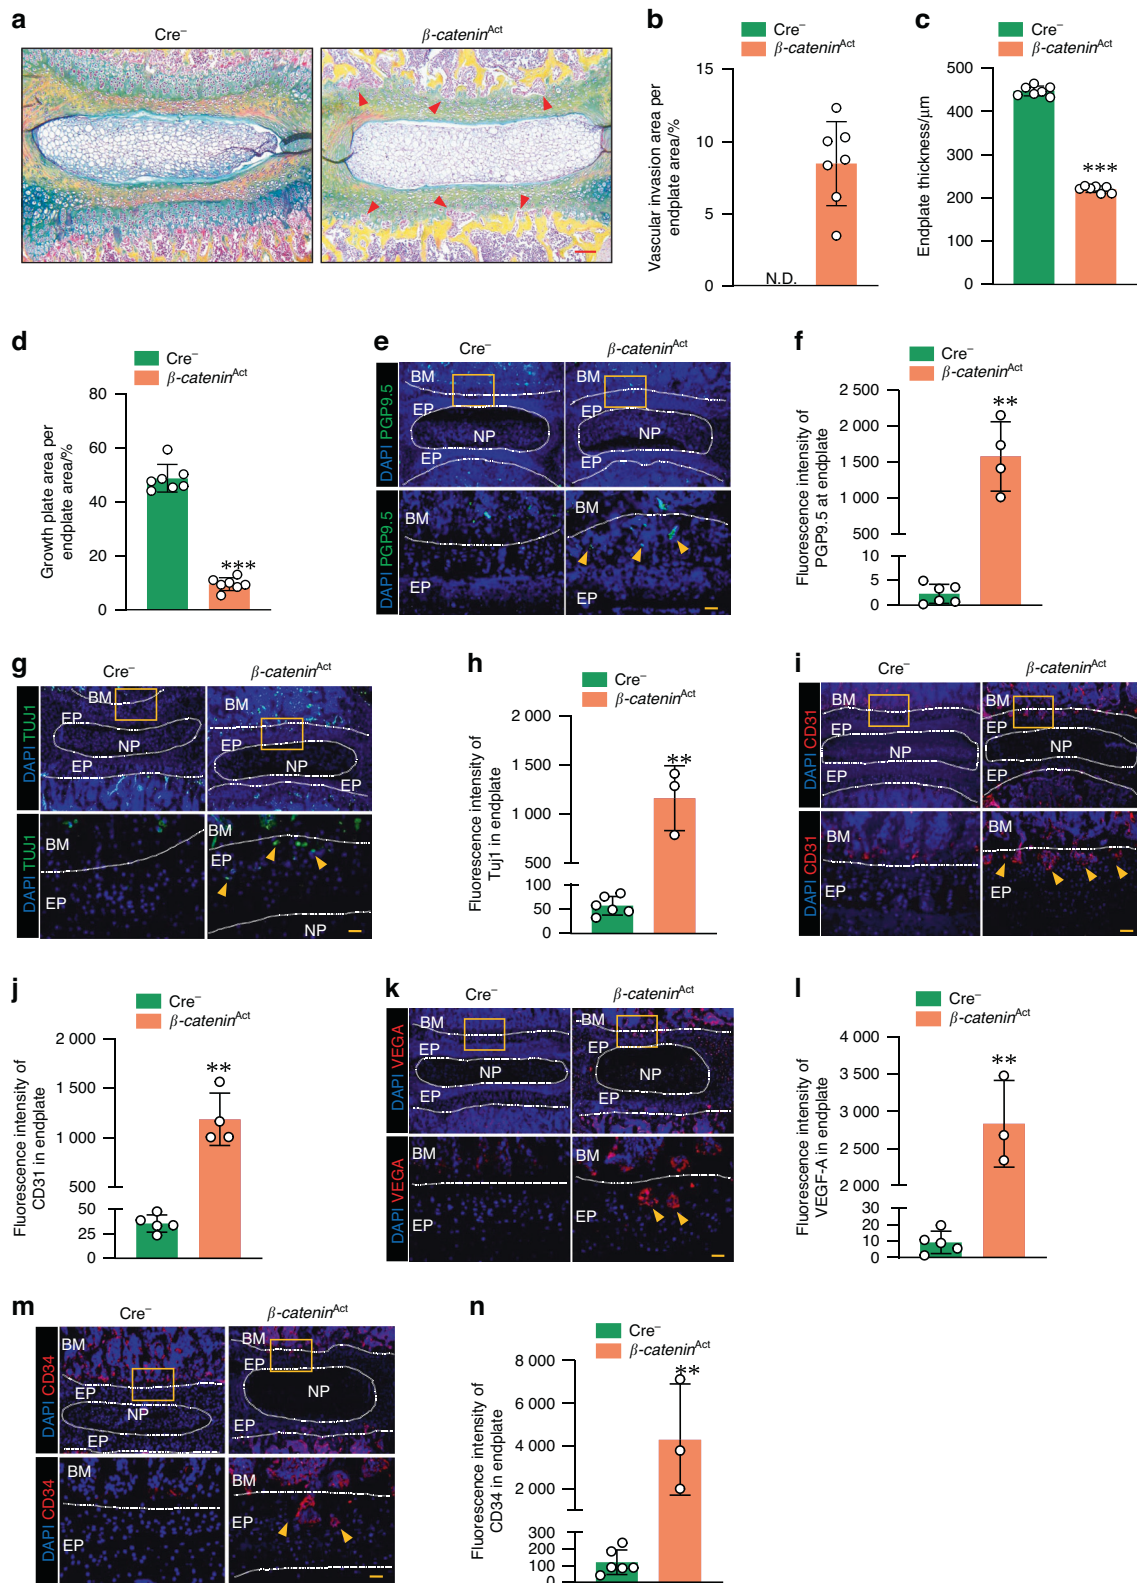 a
Cre⁻
β-catenin^Act
b
Cre⁻
β-catenin^Act
Vascular invasion area per
endplate area/%
15
10
5
0
N.D.
c
Cre⁻
β-catenin^Act
Endplate thickness/μm
500
400
300
200
100
0
***
d
Cre⁻
β-catenin^Act
Growth plate area per
endplate area/%
80
60
40
20
0
***
e
Cre⁻
β-catenin^Act
DAPI PGP9.5
BM
EP
NP
EP
BM
EP
NP
EP
DAPI PGP9.5
BM
EP
BM
EP
f
Cre⁻
β-catenin^Act
Fluorescence intensity of
PGP9.5 at endplate
2 500
2 000
1 500
1 000
500
10
5
0
**
g
Cre⁻
β-catenin^Act
DAPI TUJ1
BM
EP
NP
EP
BM
EP
NP
EP
DAPI TUJ1
BM
EP
BM
EP
NP
h
Cre⁻
β-catenin^Act
Fluorescence intensity of
Tuj1 in endplate
2 000
1 500
1 000
500
100
50
0
**
i
Cre⁻
β-catenin^Act
DAPI CD31
BM
EP
NP
EP
BM
EP
NP
EP
DAPI CD31
BM
EP
BM
EP
j
Cre⁻
β-catenin^Act
Fluorescence intensity of
CD31 in endplate
2 000
1 500
1 000
500
50
25
0
**
k
Cre⁻
β-catenin^Act
DAPI VEGA
BM
EP
NP
EP
BM
EP
NP
EP
DAPI VEGA
BM
EP
BM
EP
l
Cre⁻
β-catenin^Act
Fluorescence intensity of
VEGF-A in endplate
4 000
3 000
2 500
2 000
30
20
10
0
**
m
Cre⁻
β-catenin^Act
DAPI CD34
BM
EP
NP
EP
BM
EP
NP
EP
DAPI CD34
BM
EP
BM
EP
n
Cre⁻
β-catenin^Act
Fluorescence intensity of
CD34 in endplate
8 000
6 000
4 000
2 000
300
200
100
0
**